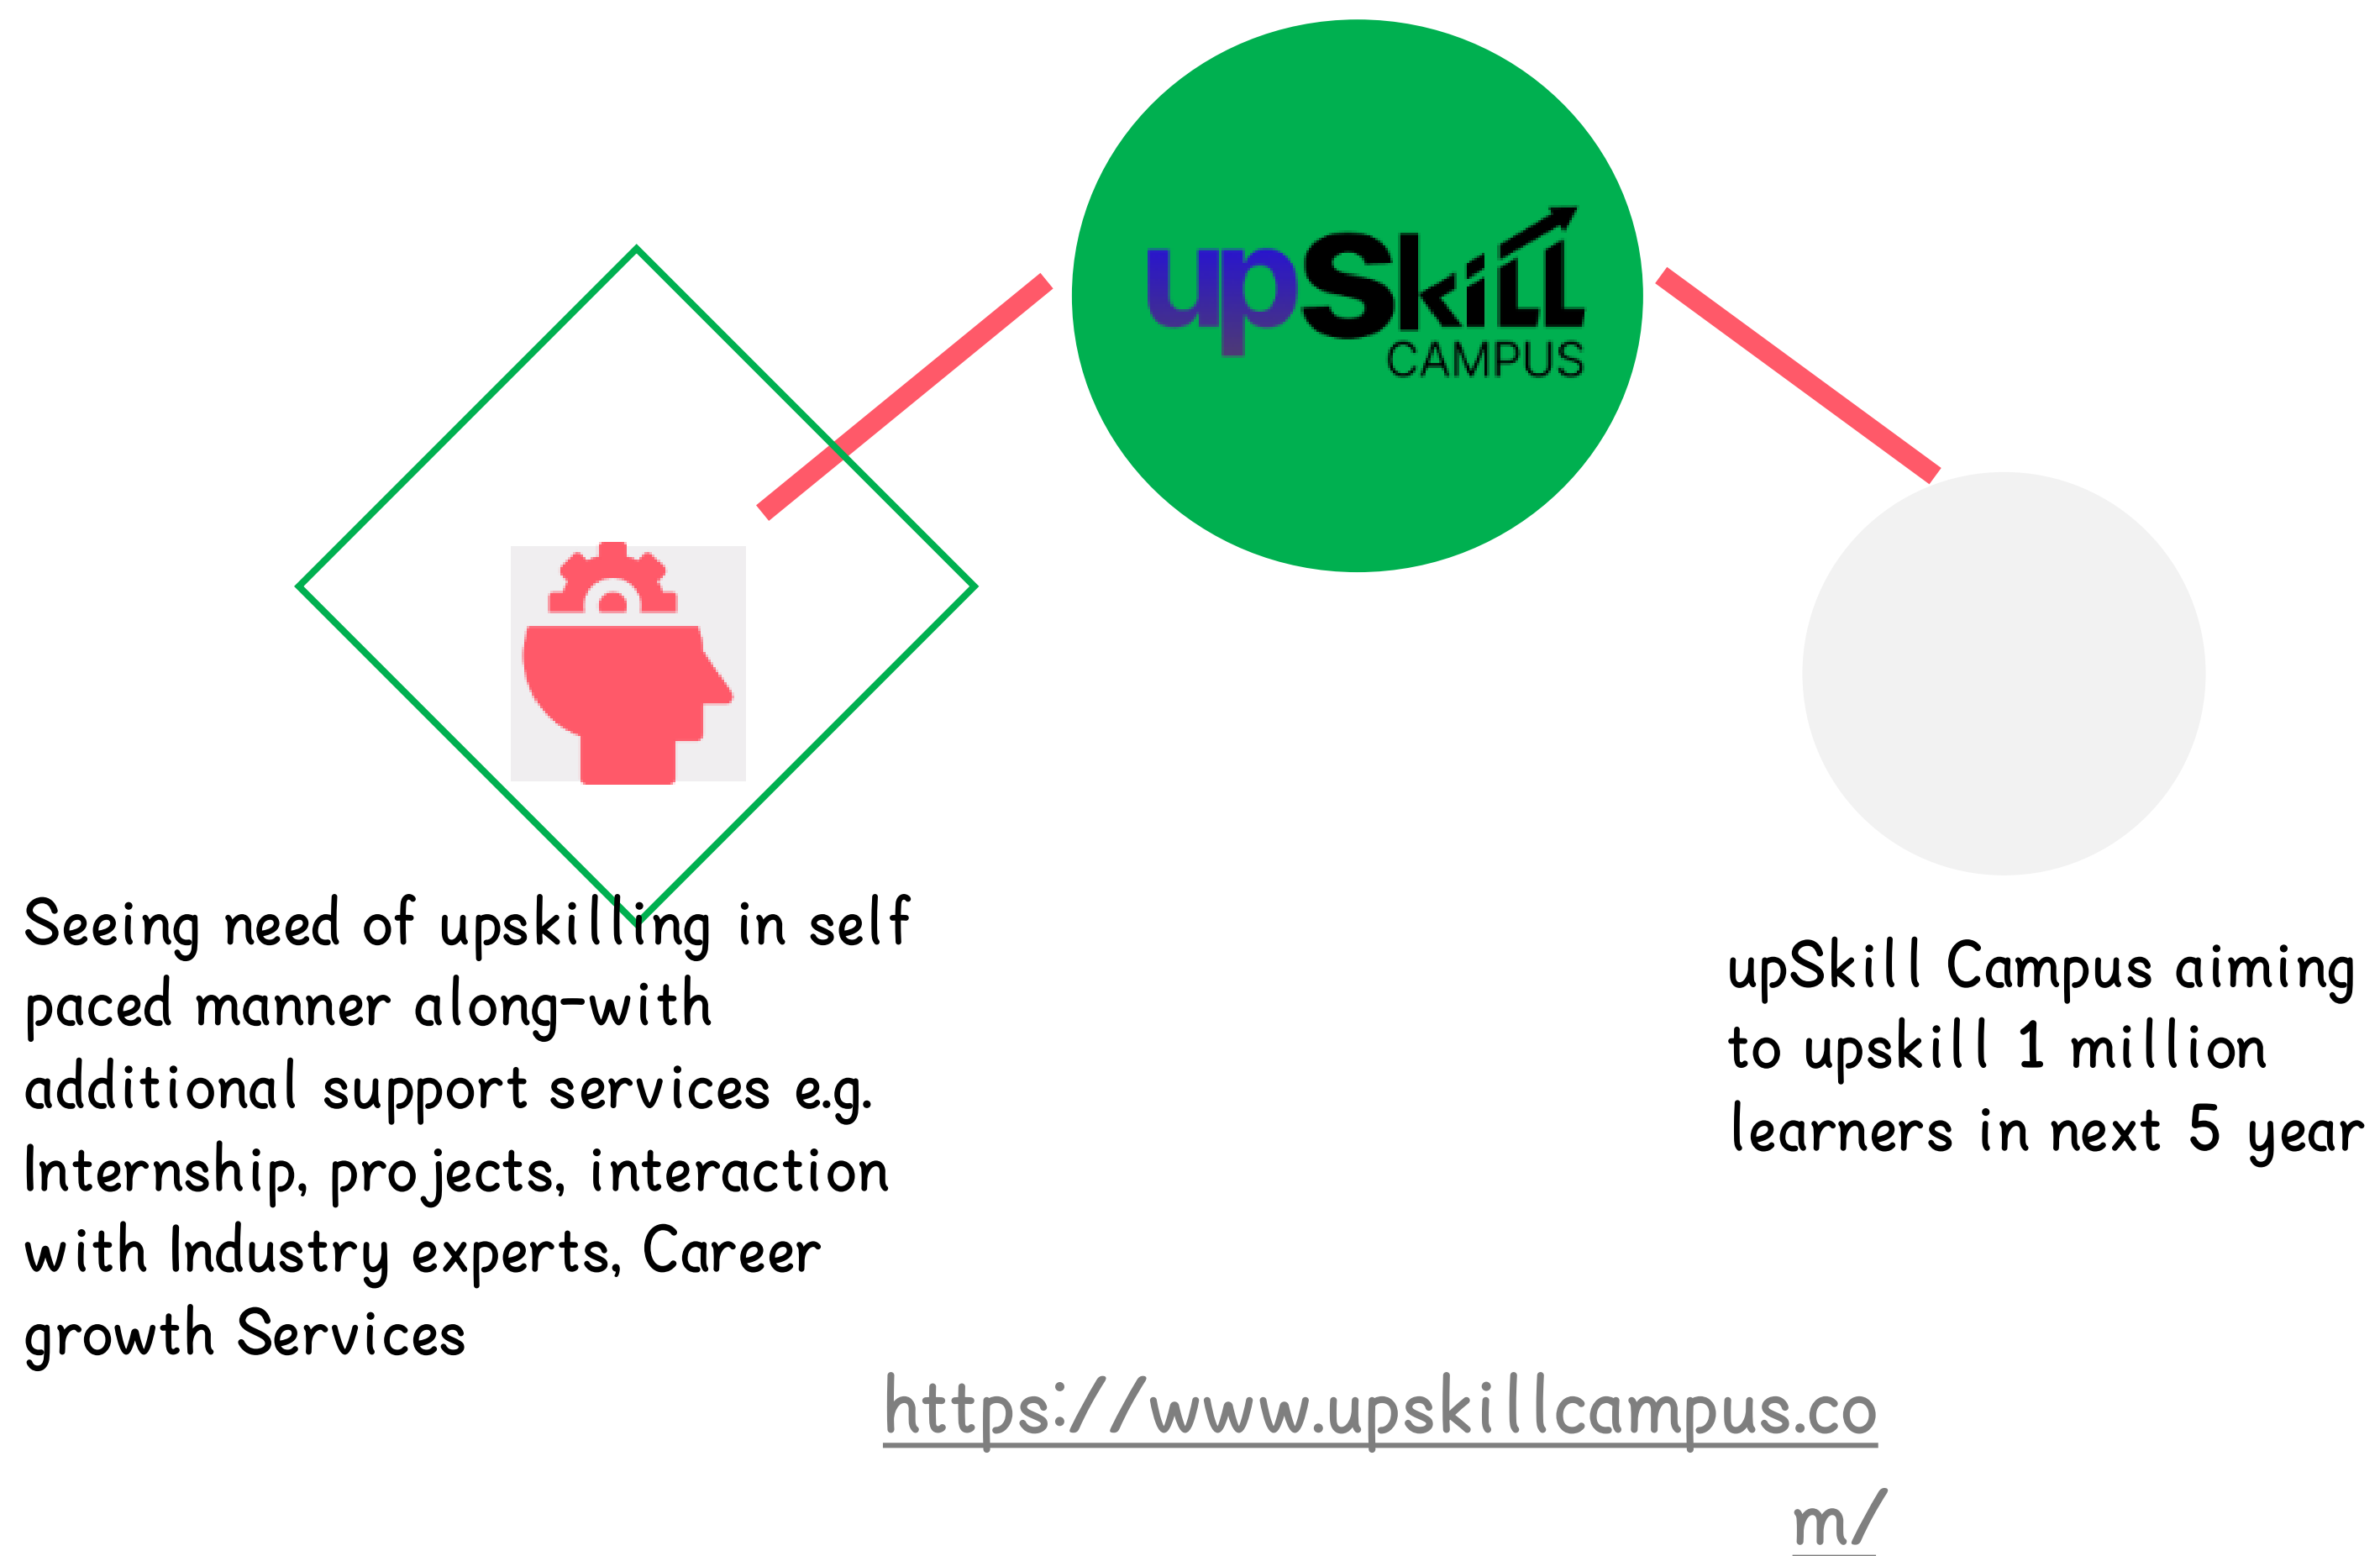 upSkill
CAMPUS
Seeing need of upskilling in self
paced manner along-with
additional support services e.g.
Internship, projects, interaction
with Industry experts, Career
growth Services
upSkill Campus aiming
to upskill 1 million
learners in next 5 year
https://www.upskillcampus.co
m/